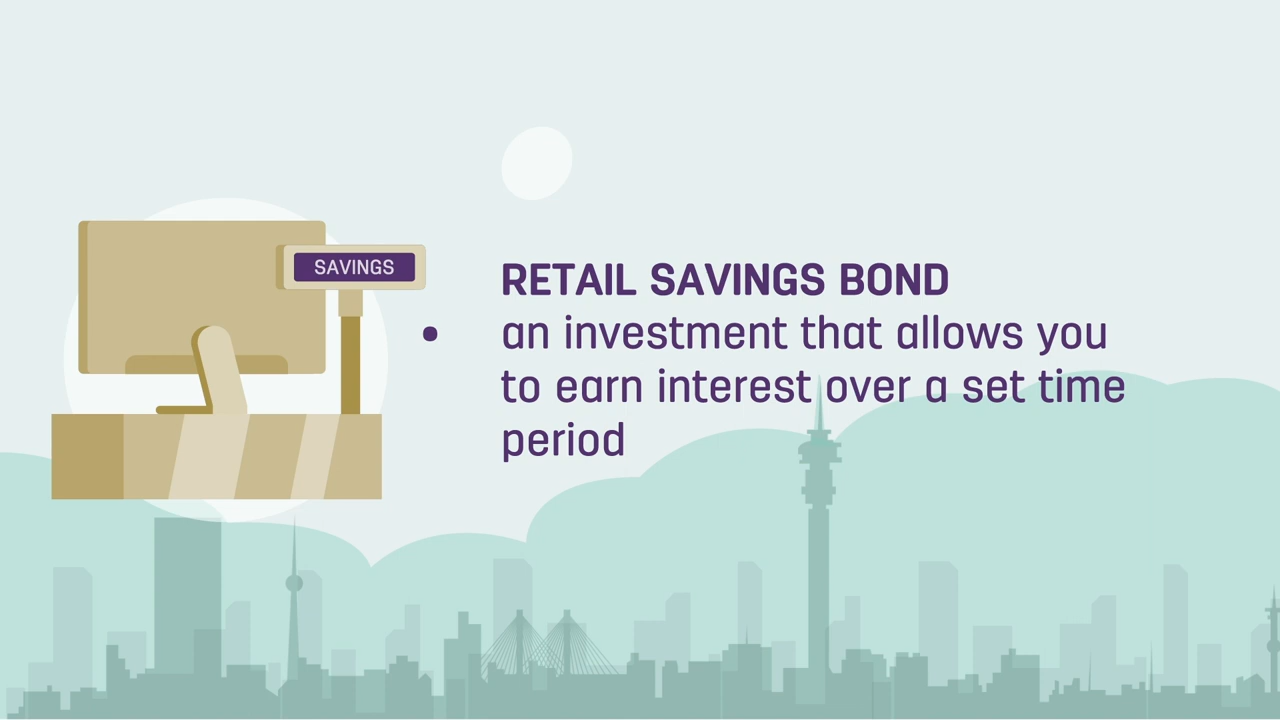 SAVINGS
RETAIL SAVINGS BOND
• an investment that allows you
to earn interest over a set time
period